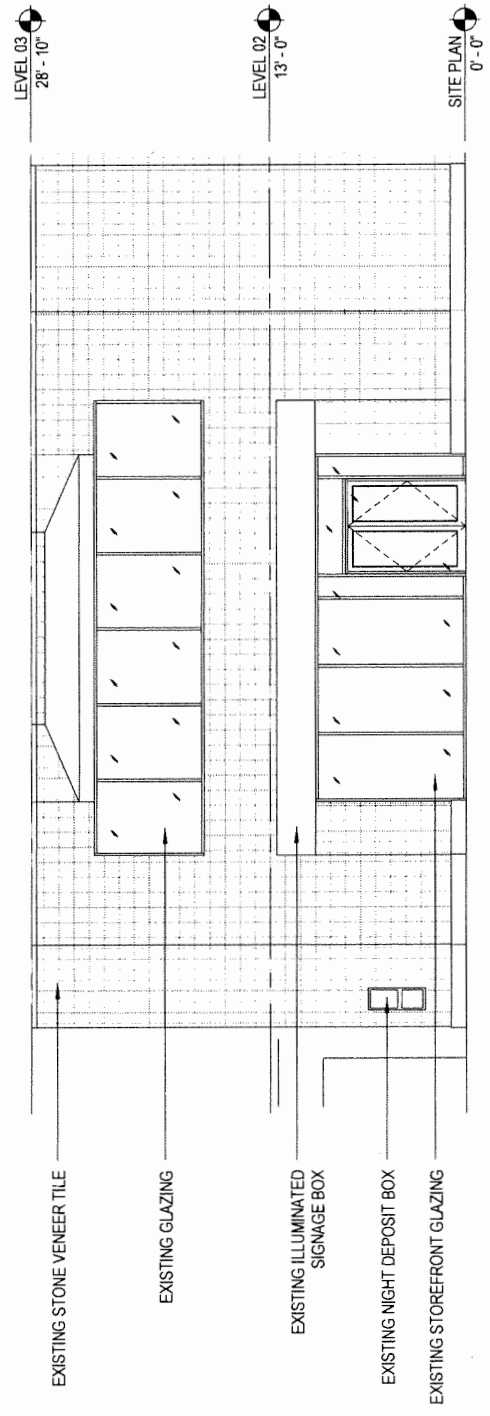 LEVEL 03
28' - 10"
LEVEL 02
13' - 0"
SITE PLAN
0' - 0"
EXISTING STONE VENEER TILE
EXISTING GLAZING
EXISTING ILLUMINATED
SIGNAGE BOX
EXISTING NIGHT DEPOSIT BOX
EXISTING STOREFRONT GLAZING